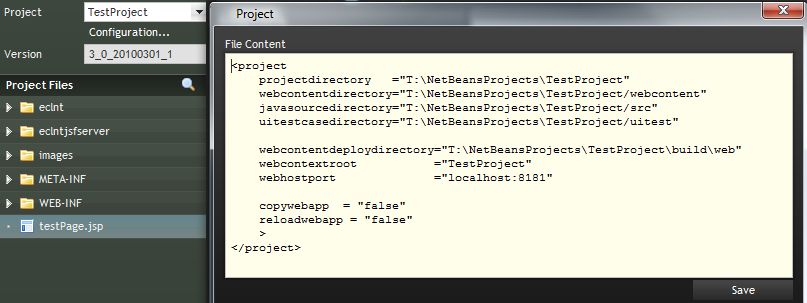 Project
TestProject
Configuration...
Version
3_0_20100301_1
Project Files
eclnt
eclntjsfserver
images
META-INF
WEB-INF
testPage.jsp
Project
File Content
<project
projectdirectory   ="T:\NetBeansProjects\TestProject"
webcontentdirectory="T:\NetBeansProjects\TestProject/webcontent"
javasourcedirectory="T:\NetBeansProjects\TestProject/src"
uitestcasedirectory="T:\NetBeansProjects\TestProject/uitest"
webcontentdeploydirectory="T:\NetBeansProjects\TestProject\build\web"
webcontextroot           ="TestProject"
webhostport              ="localhost:8181"
copywebapp  = "false"
reloadwebapp = "false"
>
</project>
Save